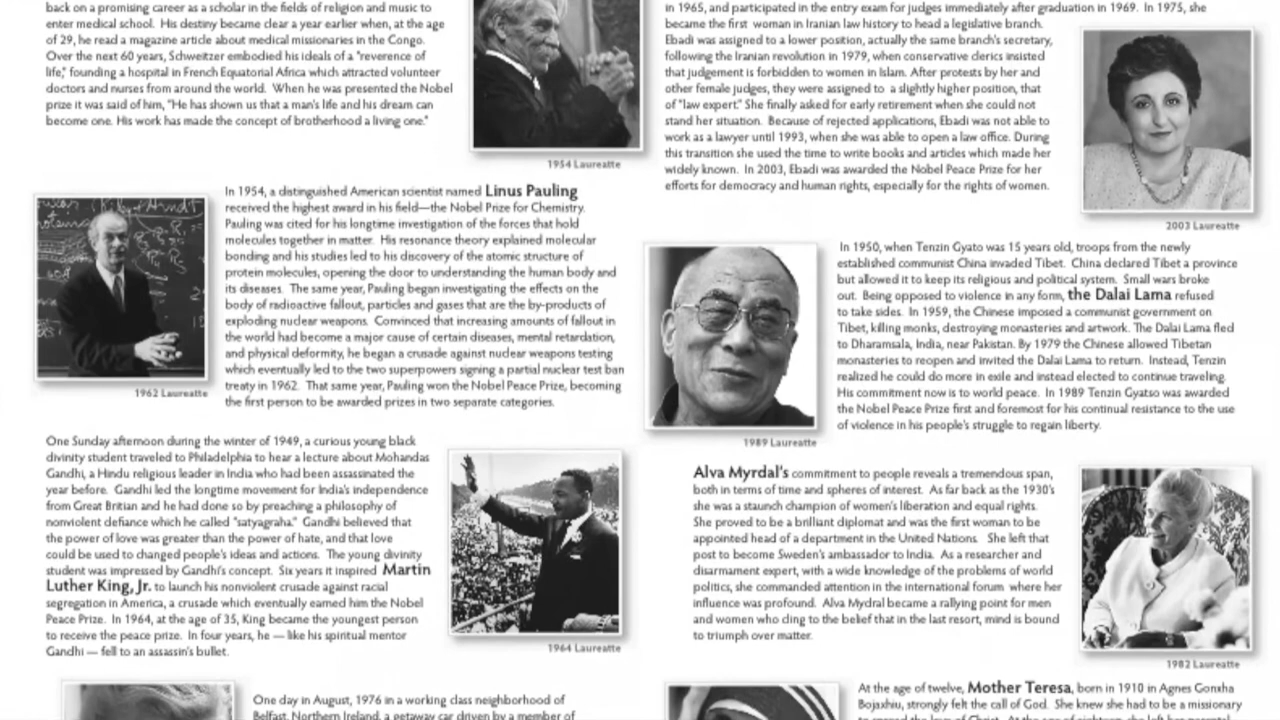 back on a promising career as a scholar in the fields of religion and music to
enter medical school. His destiny became clear a year earlier when, at the age
of 29, he read a magazine article about medical missionaries in the Congo.
Over the next 60 years, Schweitzer embodied his ideals of a "reverence of
life," founding a hospital in French Equatorial Africa which attracted volunteer
doctors and nurses from around the world. When he was presented the Nobel
prize it was said of him, "He has shown us that a man's life and his dream can
become one. His work has made the concept of brotherhood a living one."
1954 Laureatte
In 1954, a distinguished American scientist named Linus Pauling
received the highest award in his field—the Nobel Prize for Chemistry.
Pauling was cited for his longtime investigation of the forces that hold
molecules together in matter. His resonance theory explained molecular
bonding and his studies led to his discovery of the atomic structure of
protein molecules, opening the door to understanding the human body and
its diseases. The same year, Pauling began investigating the effects on the
body of radioactive fallout, particles and gases that are the by-products of
exploding nuclear weapons. Convinced that increasing amounts of fallout in
the world had become a major cause of certain diseases, mental retardation,
and physical deformity, he began a crusade against nuclear weapons testing
which eventually led to the two superpowers signing a partial nuclear test ban
treaty in 1962. That same year, Pauling won the Nobel Peace Prize, becoming
the first person to be awarded prizes in two separate categories.
1962 Laureatte
One Sunday afternoon during the winter of 1949, a curious young black
divinity student traveled to Philadelphia to hear a lecture about Mohandas
Gandhi, a Hindu religious leader in India who had been assassinated the
year before. Gandhi led the longtime movement for India's independence
from Great Britian and he had done so by preaching a philosophy of
nonviolent defiance which he called "satyagraha." Gandhi believed that
the power of love was greater than the power of hate, and that love
could be used to changed people's ideas and actions. The young divinity
student was impressed by Gandhi's concept. Six years it inspired Martin
Luther King, Jr. to launch his nonviolent crusade against racial
segregation in America, a crusade which eventually earned him the Nobel
Peace Prize. In 1964, at the age of 35, King became the youngest person
to receive the peace prize. In four years, he — like his spiritual mentor
Gandhi — fell to an assassin's bullet.
1964 Laureatte
One day in August, 1976 in a working class neighborhood of
Belfast, Northern Ireland, a getaway car driven by a member of
in 1965, and participated in the entry exam for judges immediately after graduation in 1969. In 1975, she
became the first woman in Iranian law history to head a legislative branch.
Ebadi was assigned to a lower position, actually the same branch's secretary,
following the Iranian revolution in 1979, when conservative clerics insisted
that judgement is forbidden to women in Islam. After protests by her and
other female judges, they were assigned to a slightly higher position, that
of "law expert." She finally asked for early retirement when she could not
stand her situation. Because of rejected applications, Ebadi was not able to
work as a lawyer until 1993, when she was able to open a law office. During
this transition she used the time to write books and articles which made her
widely known. In 2003, Ebadi was awarded the Nobel Peace Prize for her
efforts for democracy and human rights, especially for the rights of women.
2003 Laureatte
In 1950, when Tenzin Gyato was 15 years old, troops from the newly
established communist China invaded Tibet. China declared Tibet a province
but allowed it to keep its religious and political system. Small wars broke
out. Being opposed to violence in any form, the Dalai Lama refused
to take sides. In 1959, the Chinese imposed a communist government on
Tibet, killing monks, destroying monasteries and artwork. The Dalai Lama fled
to Dharamsala, India, near Pakistan. By 1979 the Chinese allowed Tibetan
monasteries to reopen and invited the Dalai Lama to return. Instead, Tenzin
realized he could do more in exile and instead elected to continue traveling.
His commitment now is to world peace. In 1989 Tenzin Gyatso was awarded
the Nobel Peace Prize first and foremost for his continual resistance to the use
of violence in his people's struggle to regain liberty.
1989 Laureatte
Alva Myrdal's commitment to people reveals a tremendous span,
both in terms of time and spheres of interest. As far back as the 1930's
she was a staunch champion of women's liberation and equal rights.
She proved to be a brilliant diplomat and was the first woman to be
appointed head of a department in the United Nations. She left that
post to become Sweden's ambassador to India. As a researcher and
disarmament expert, with a wide knowledge of the problems of world
politics, she commanded attention in the international forum where her
influence was profound. Alva Mydral became a rallying point for men
and women who ding to the belief that in the last resort, mind is bound
to triumph over matter.
1982 Laureatte
At the age of twelve, Mother Teresa, born in 1910 in Agnes Gonxha
Bojaxhiu, strongly felt the call of God. She knew she had to be a missionary